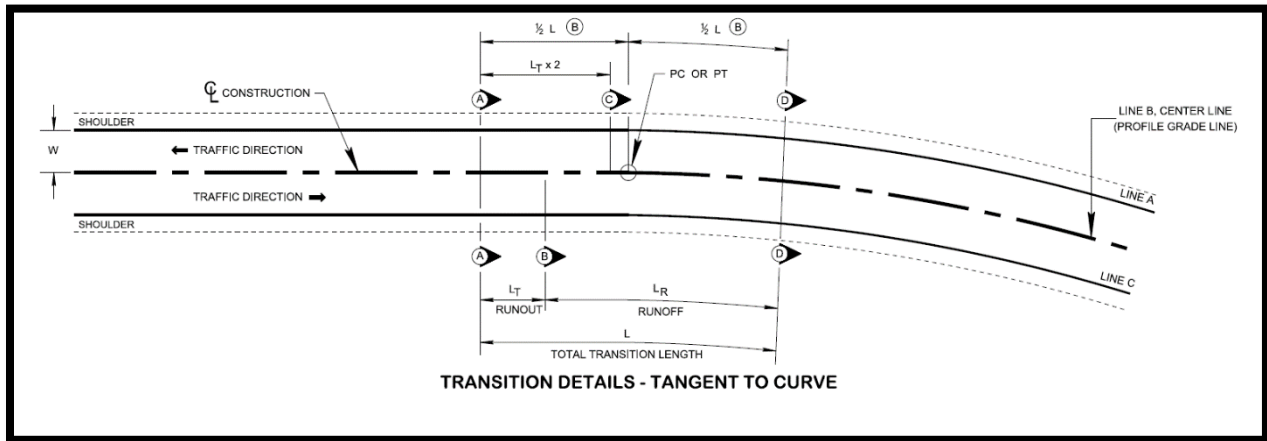 ½ L Ⓑ
½ L Ⓑ
L_T x 2
PC OR PT
℄ CONSTRUCTION
A
C
D
LINE B, CENTER LINE
(PROFILE GRADE LINE)
SHOULDER
W
TRAFFIC DIRECTION
TRAFFIC DIRECTION
LINE A
SHOULDER
A
B
D
LINE C
L_T
RUNOUT
L_R
RUNOFF
L
TOTAL TRANSITION LENGTH
TRANSITION DETAILS - TANGENT TO CURVE